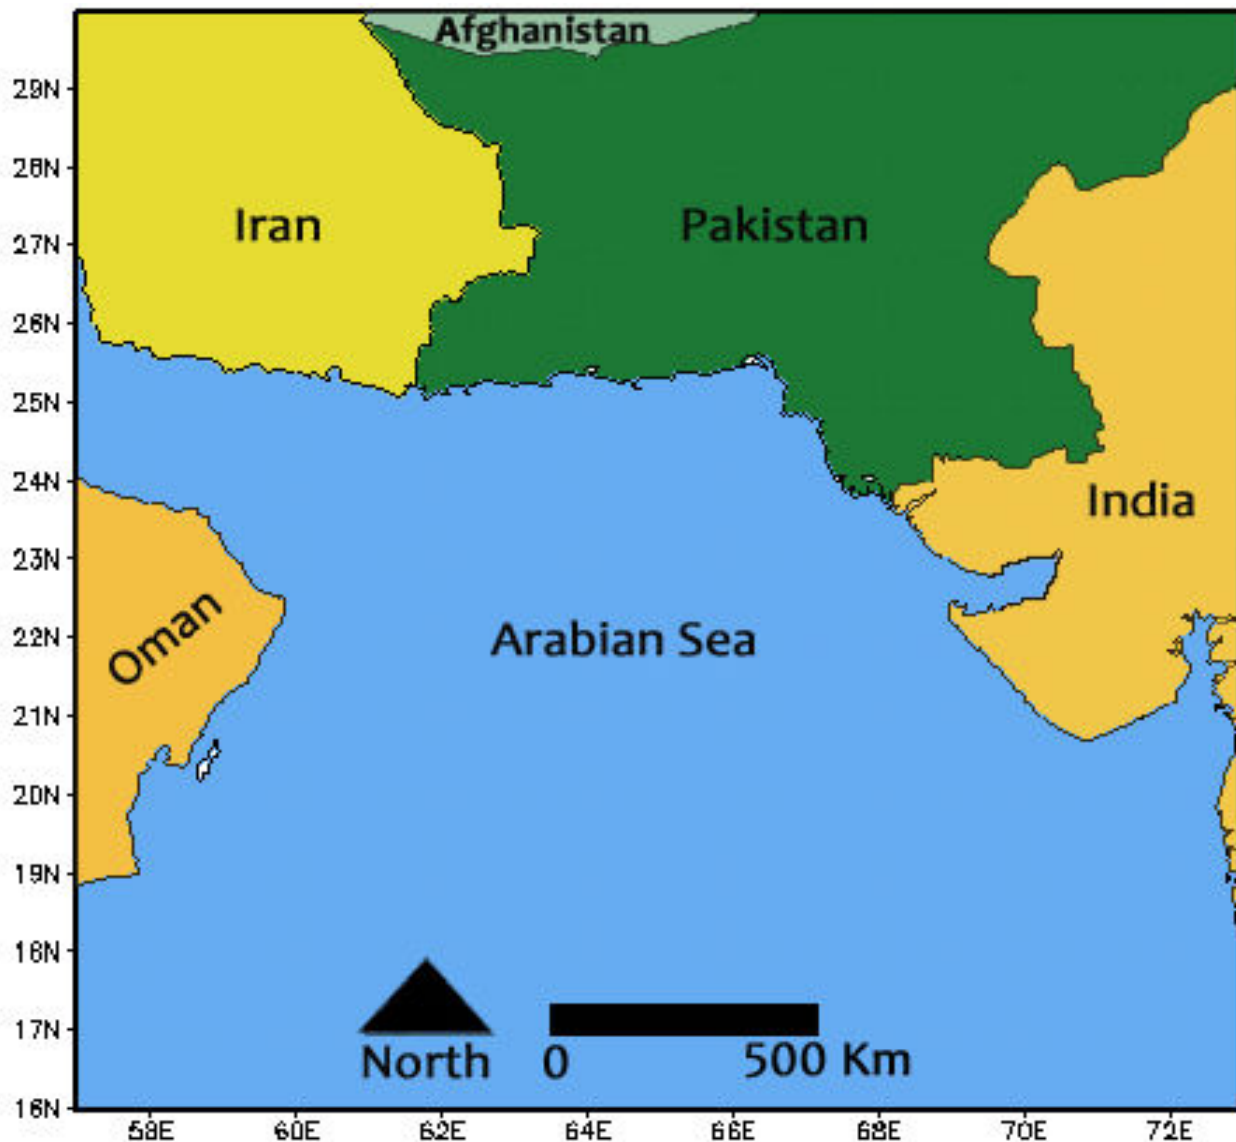 Afghanistan
29N
28N
Iran
Pakistan
27N
26N
25N
24N
India
23N
Oman
22N
Arabian Sea
21N
20N
19N
18N
17N
North
0
500 Km
16N
58E
60E
62E
64E
66E
68E
70E
72E